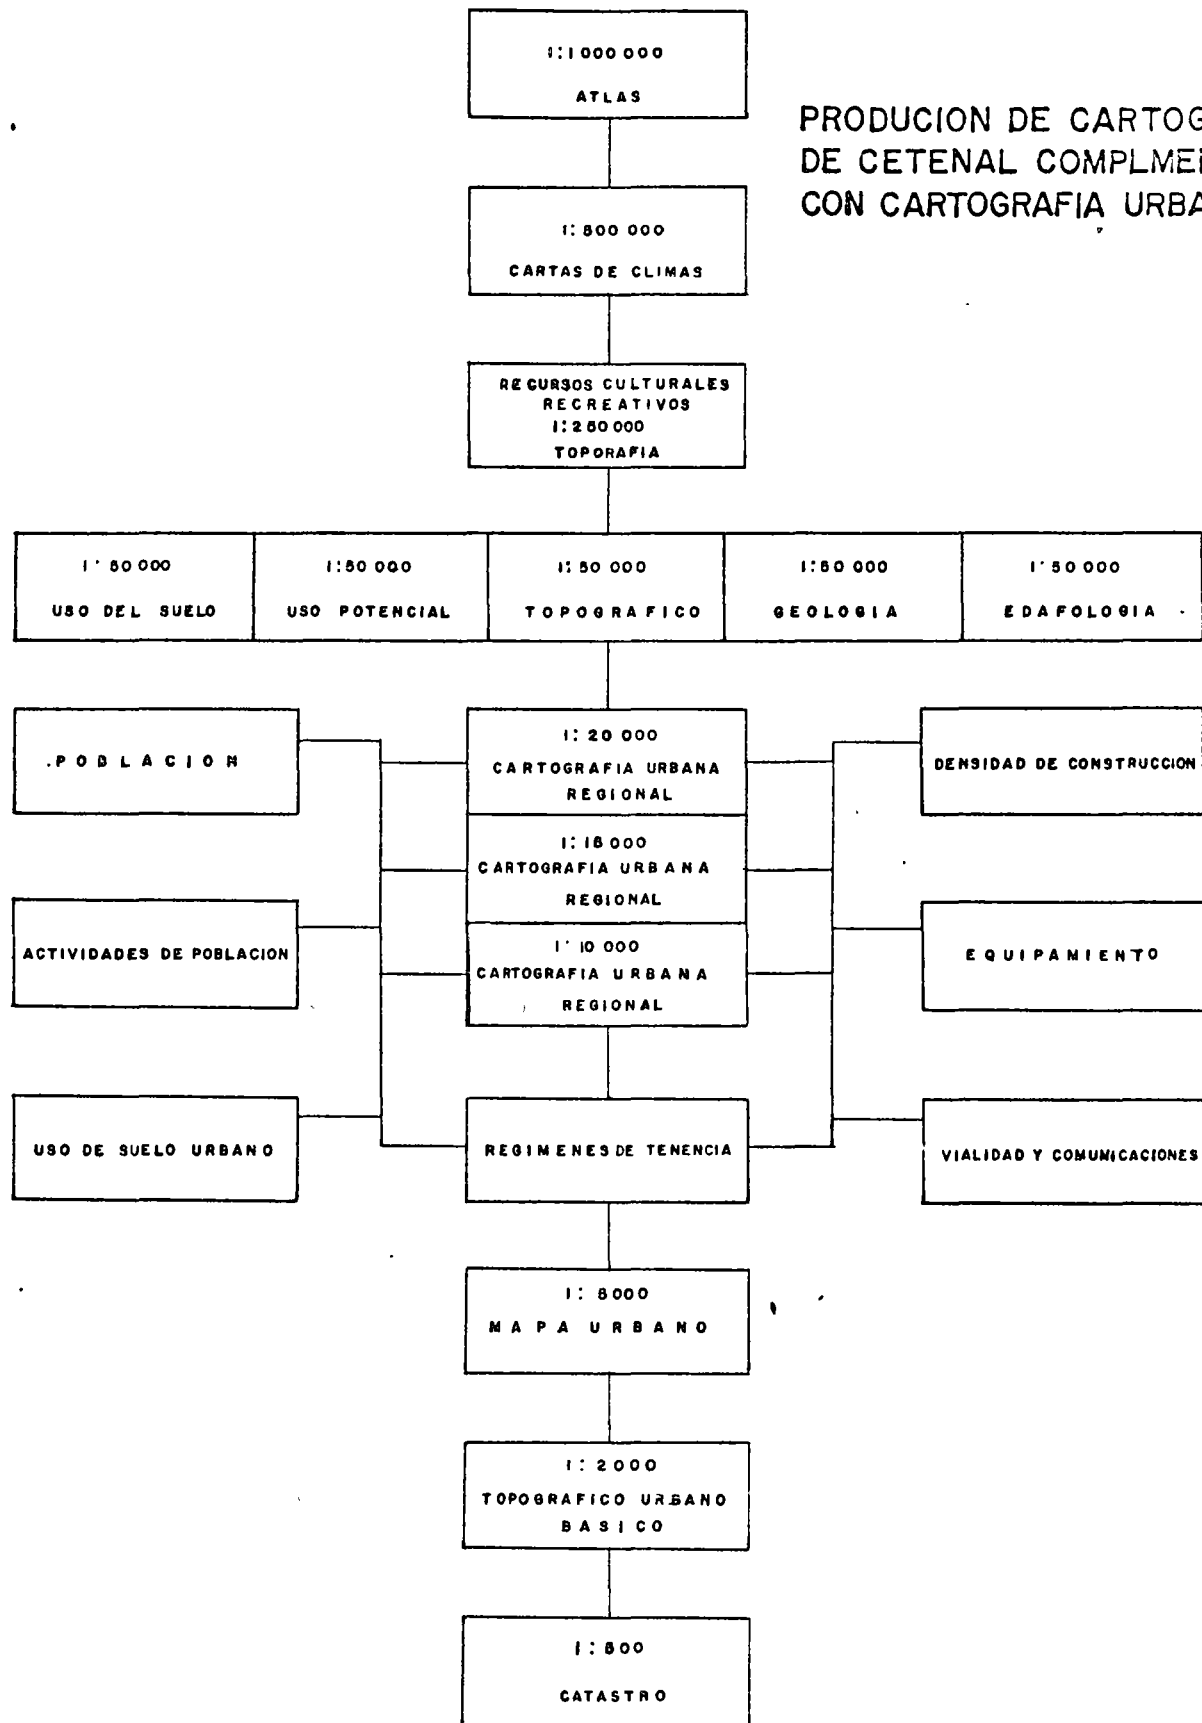 1:1 000 000
ATLAS
PRODUCION DE CARTOG
DE CETENAL COMPLMEN
CON CARTOGRAFIA URBA
1:500 000
CARTAS DE CLIMAS
RECURSOS CULTURALES
RECREATIVOS
1:250 000
TOPORAFIA
1:50 000
USO DEL SUELO
1:50 000
USO POTENCIAL
1:50 000
TOPOGRAFICO
1:50 000
GEOLOGIA
1:50 000
EDAFOLOGIA
POBLACION
1:20 000
CARTOGRAFIA URBANA
REGIONAL
DENSIDAD DE CONSTRUCCION
1:15 000
CARTOGRAFIA URBANA
REGIONAL
ACTIVIDADES DE POBLACION
1:10 000
CARTOGRAFIA URBANA
REGIONAL
EQUIPAMIENTO
USO DE SUELO URBANO
REGIMENES DE TENENCIA
VIALIDAD Y COMUNICACIONES
1:5000
MAPA URBANO
1:2000
TOPOGRAFICO URBANO
BASICO
1:500
CATASTRO